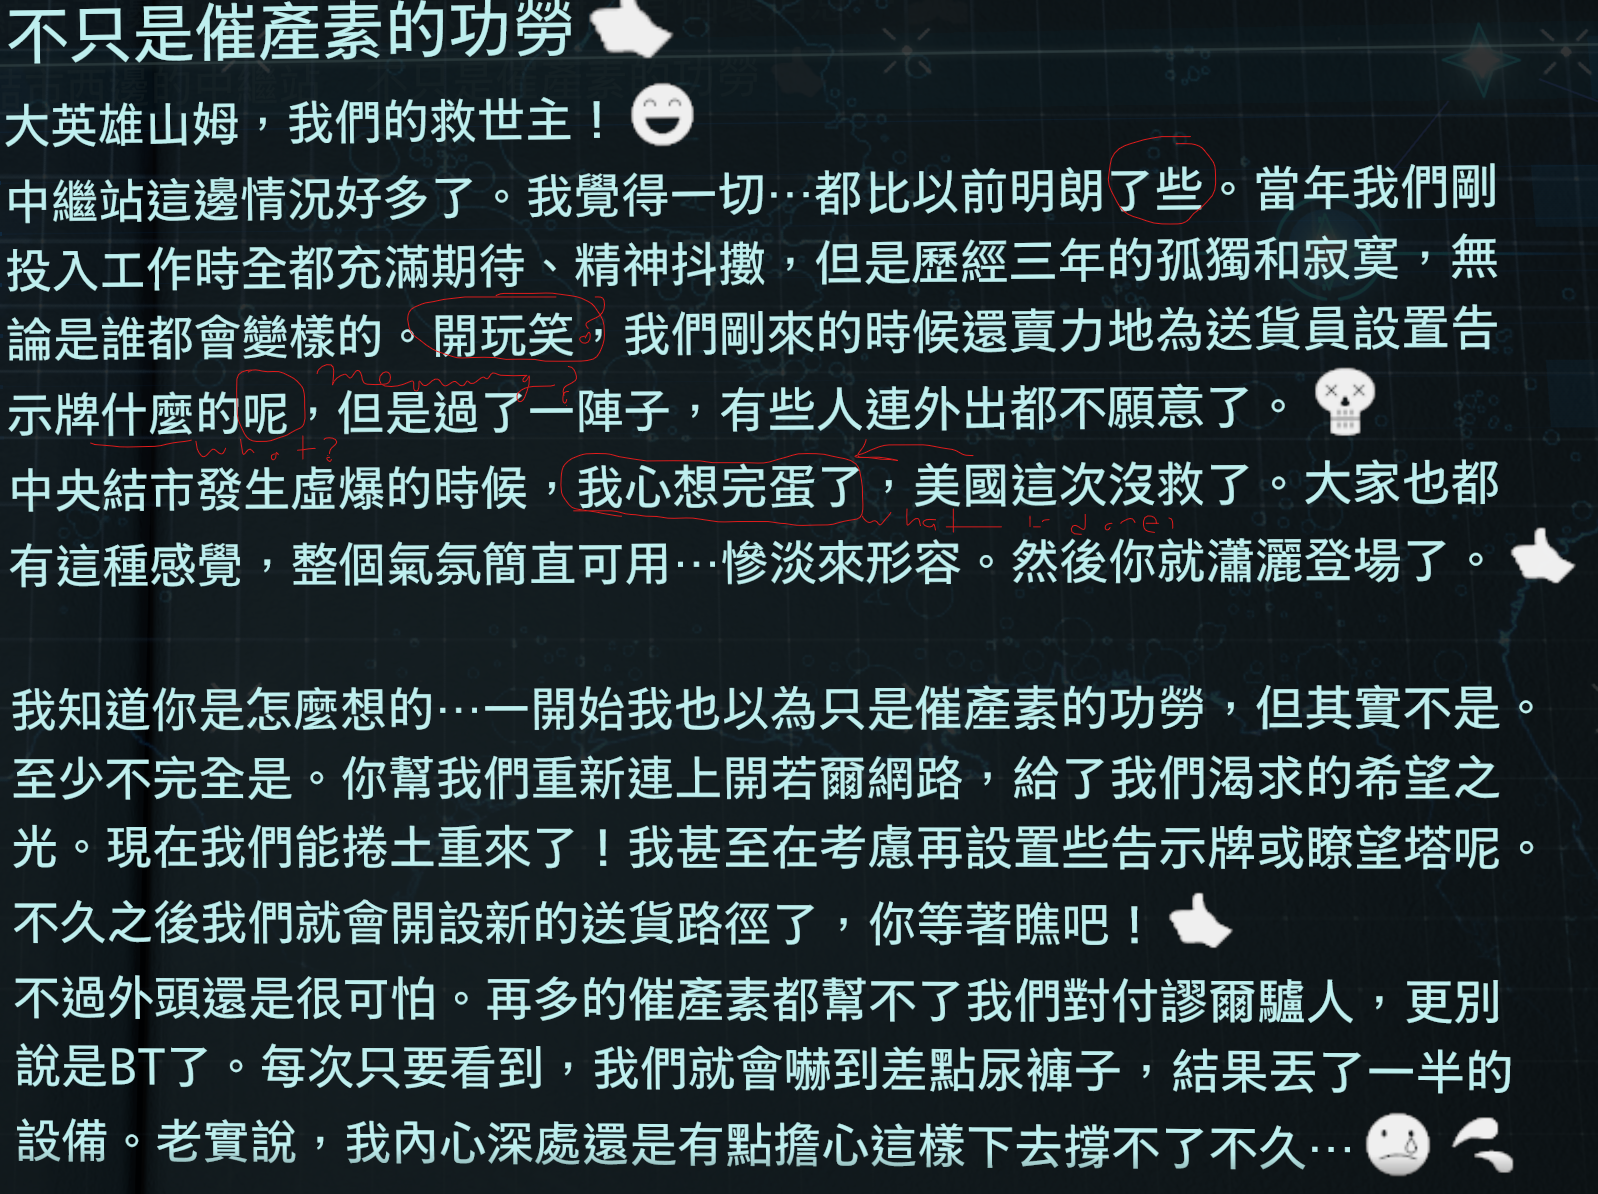 不只是催產素的功勞
大英雄山姆，我們的救世主！
中繼站這邊情況好多了。我覺得一切…都比以前明朗了些。當年我們剛
投入工作時全都充滿期待、精神抖擻，但是歷經三年的孤獨和寂寞，無
論是誰都會變樣的。開玩笑，我們剛來的時候還賣力地為送貨員設置告
meaning?
示牌什麼的呢，但是過了一陣子，有些人連外出都不願意了。
what?
中央結市發生虛爆的時候，我心想完蛋了，美國這次沒救了。大家也都
what
有這種感覺，整個氣氛簡直可用…慘淡來形容。然後你就瀟灑登場了。
我知道你是怎麼想的…一開始我也以為只是催產素的功勞，但其實不是。
至少不完全是。你幫我們重新連上開若爾網路，給了我們渴求的希望之
光。現在我們能捲土重來了！我甚至在考慮再設置些告示牌或瞭望塔呢。
不久之後我們就會開設新的送貨路徑了，你等著瞧吧！
不過外頭還是很可怕。再多的催產素都幫不了我們對付謬爾驢人，更別
說是BT了。每次只要看到，我們就會嚇到差點尿褲子，結果丟了一半的
設備。老實說，我內心深處還是有點擔心這樣下去撐不了不久…